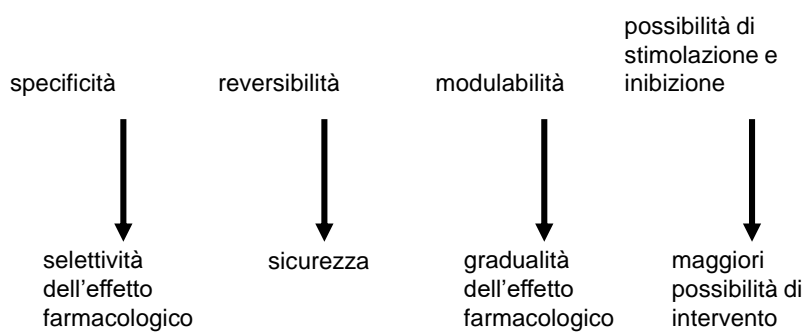 specificità
reversibilità
modulabilità
possibilità di
stimolazione e
inibizione
selettività
dell'effetto
farmacologico
sicurezza
gradualità
dell'effetto
farmacologico
maggiori
possibilità di
intervento